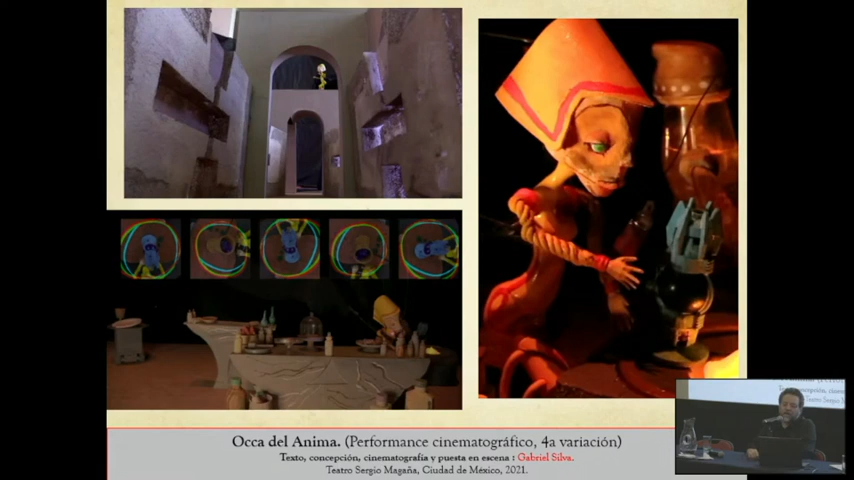 Occa del Anima. (Performance cinematográfico, 4a variación)
Texto, concepción, cinematografía y puesta en escena : Gabriel Silva.
Teatro Sergio Magaña, Ciudad de México, 2021.